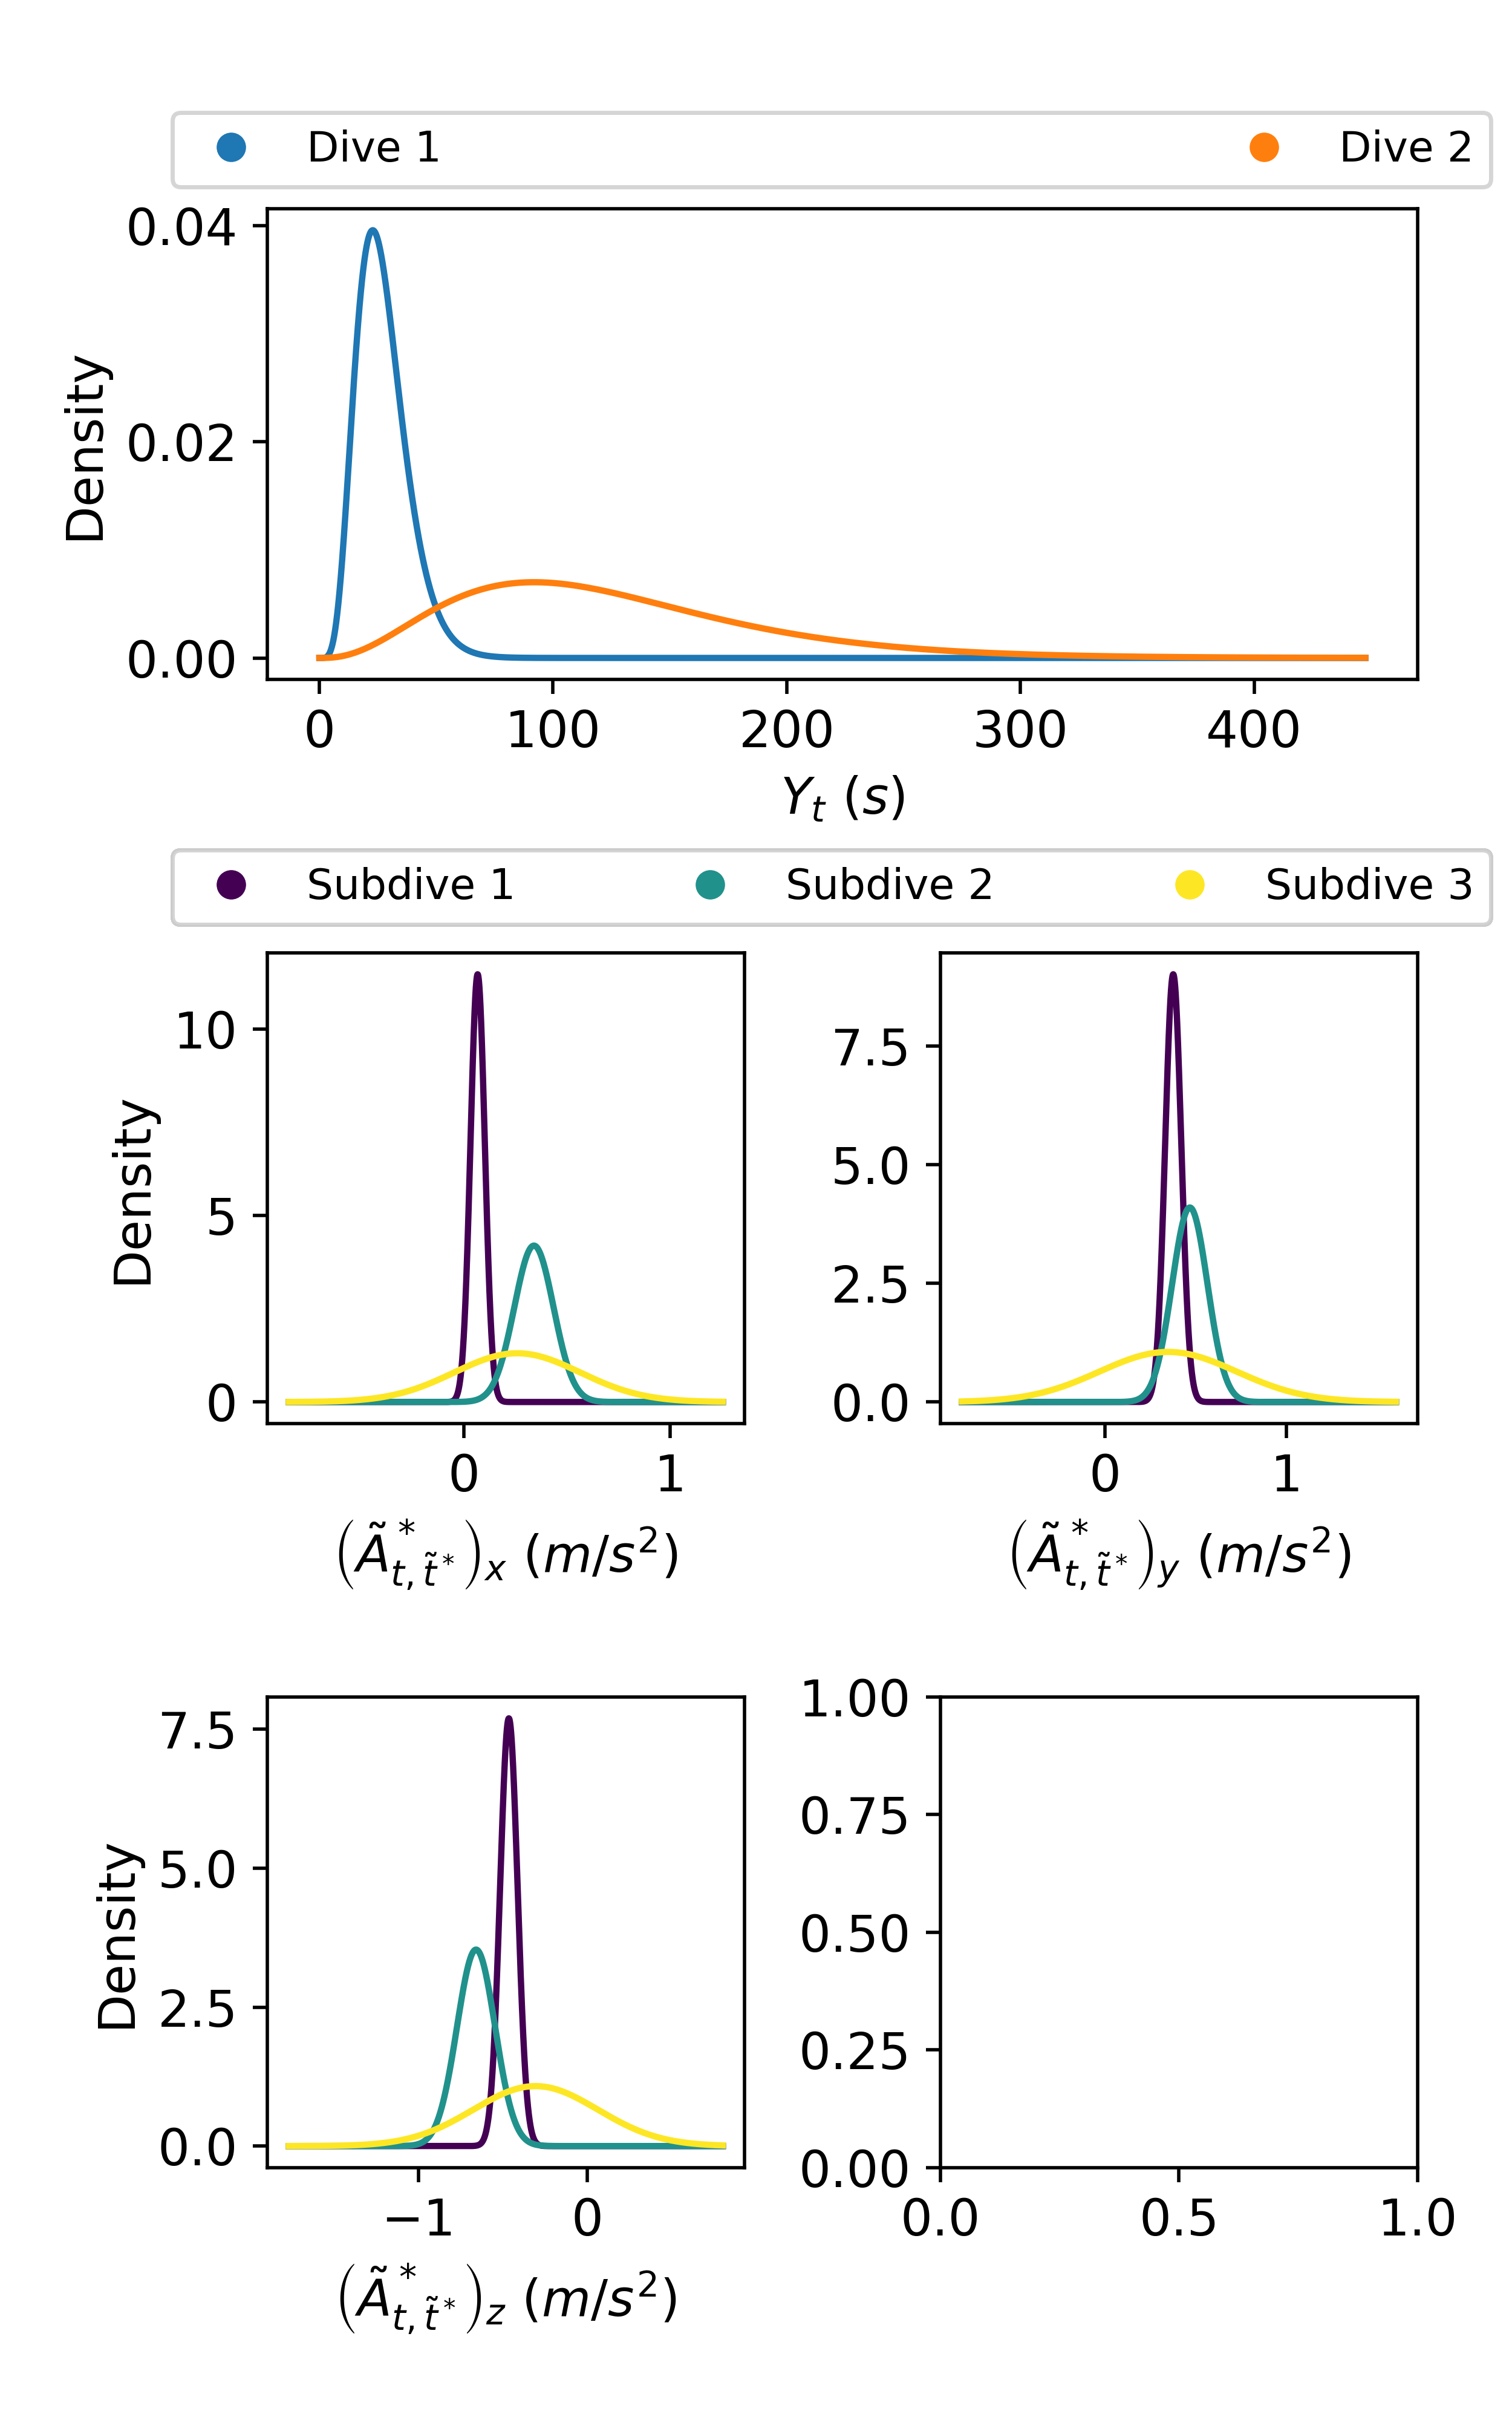 Dive 1 Dive 2
0.04
0.02
0.00
Density
0 100 200 300 400
Y_t (s)
Subdive 1 Subdive 2 Subdive 3
10
5
0
Density
0 1
(Ã*_{t, t̃*})_x (m/s²)
7.5
5.0
2.5
0.0
0 1
(Ã*_{t, t̃*})_y (m/s²)
7.5
5.0
2.5
0.0
Density
−1 0
(Ã*_{t, t̃*})_z (m/s²)
1.00
0.75
0.50
0.25
0.00
0.0 0.5 1.0